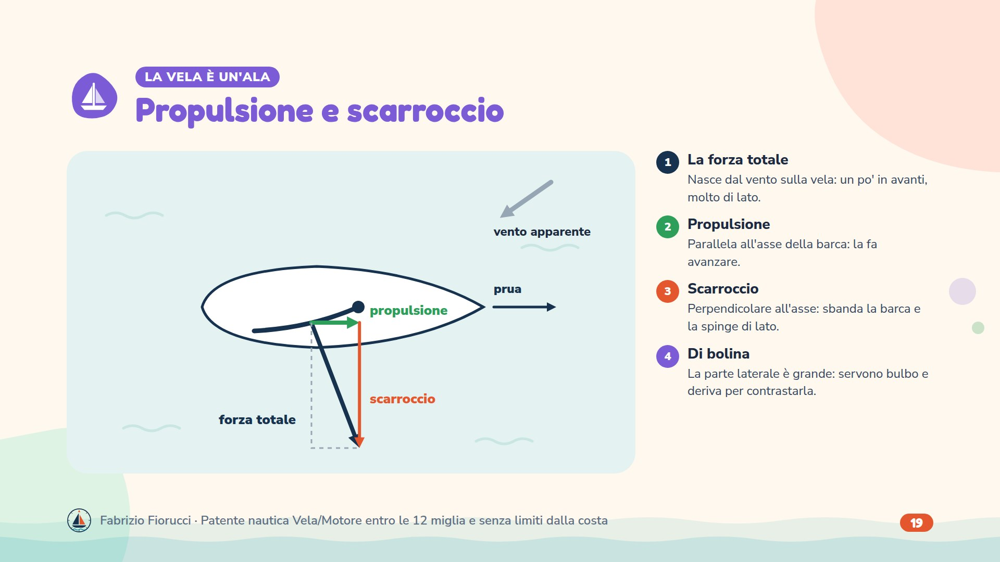 LA VELA È UN'ALA
Propulsione e scarroccio
vento apparente
prua
propulsione
scarroccio
forza totale
1
La forza totale
Nasce dal vento sulla vela: un po' in avanti,
molto di lato.
2
Propulsione
Parallela all'asse della barca: la fa
avanzare.
3
Scarroccio
Perpendicolare all'asse: sbanda la barca e
la spinge di lato.
4
Di bolina
La parte laterale è grande: servono bulbo e
deriva per contrastarla.
Fabrizio Fiorucci · Patente nautica Vela/Motore entro le 12 miglia e senza limiti dalla costa
19